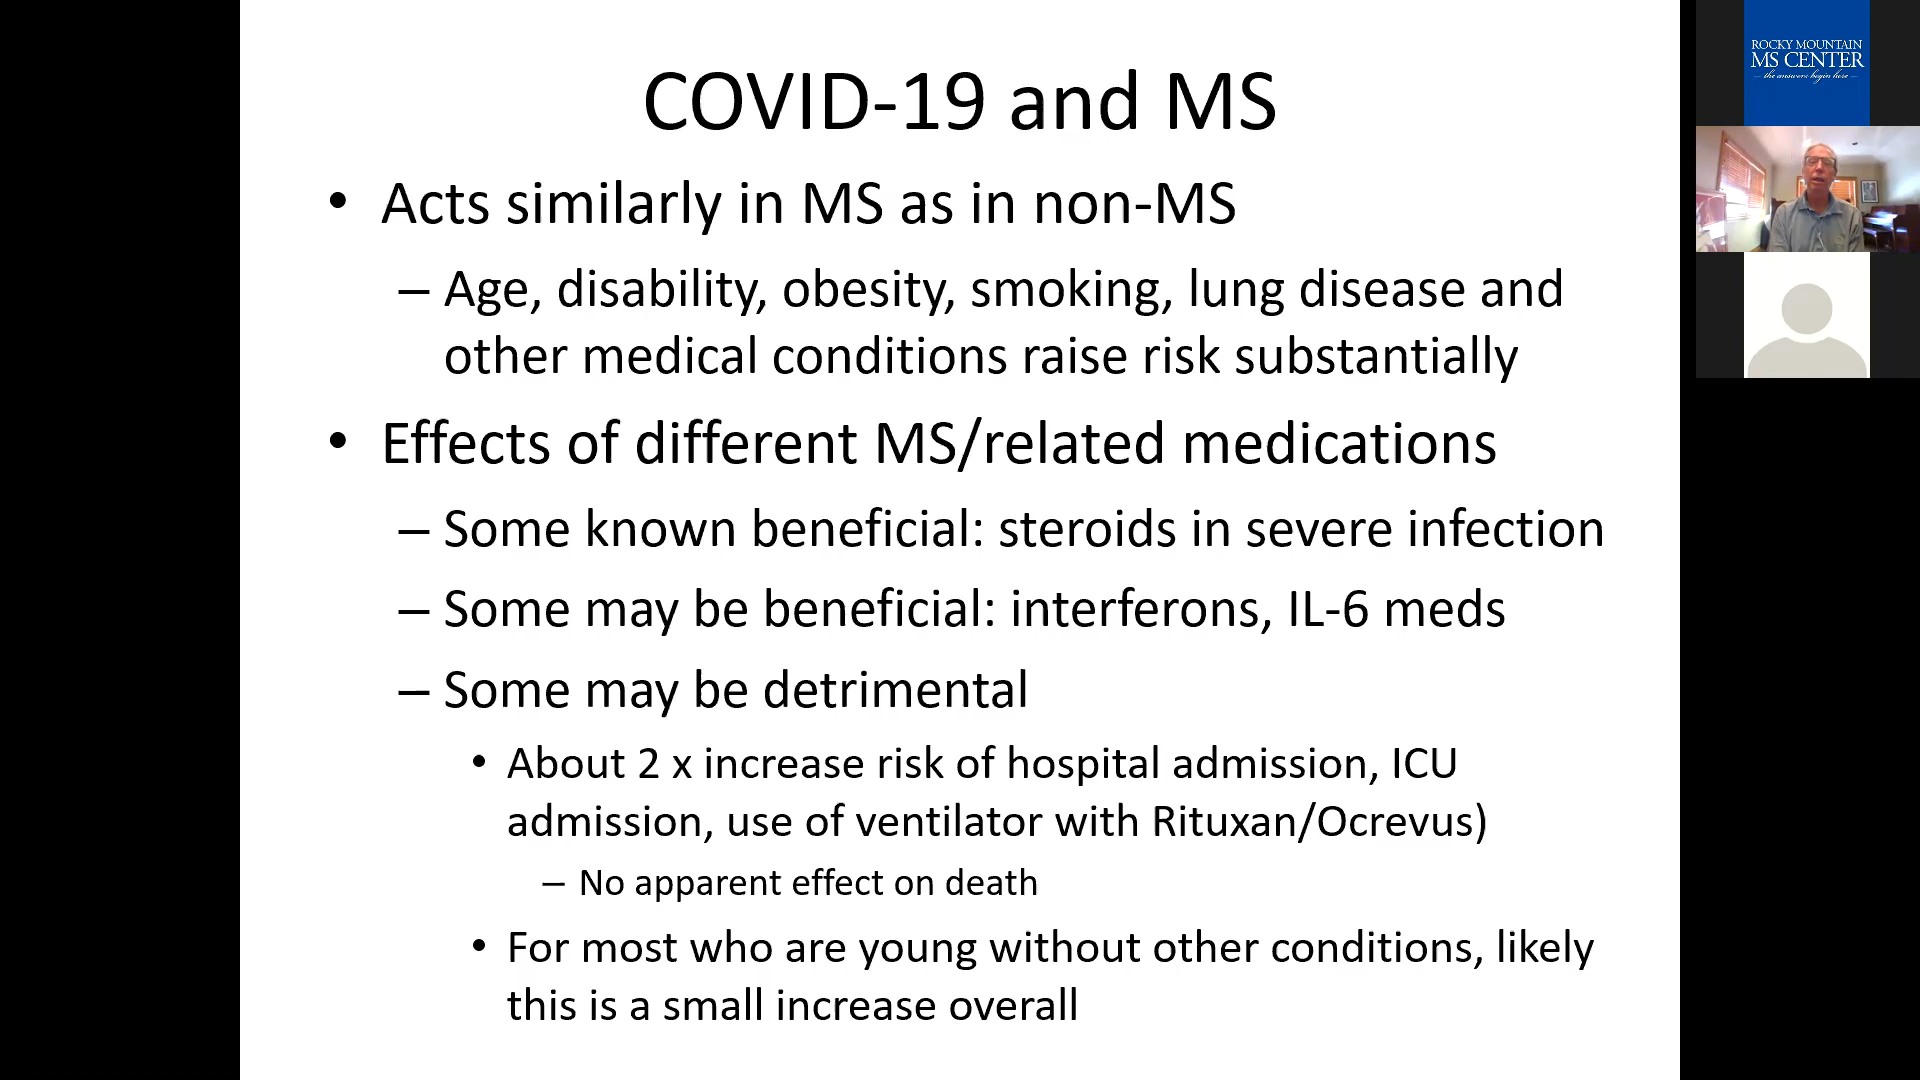 COVID-19 and MS
• Acts similarly in MS as in non-MS
– Age, disability, obesity, smoking, lung disease and
other medical conditions raise risk substantially
• Effects of different MS/related medications
– Some known beneficial: steroids in severe infection
– Some may be beneficial: interferons, IL-6 meds
– Some may be detrimental
• About 2 x increase risk of hospital admission, ICU
admission, use of ventilator with Rituxan/Ocrevus)
– No apparent effect on death
• For most who are young without other conditions, likely
this is a small increase overall
ROCKY MOUNTAIN
MS CENTER
– the answers begin here –